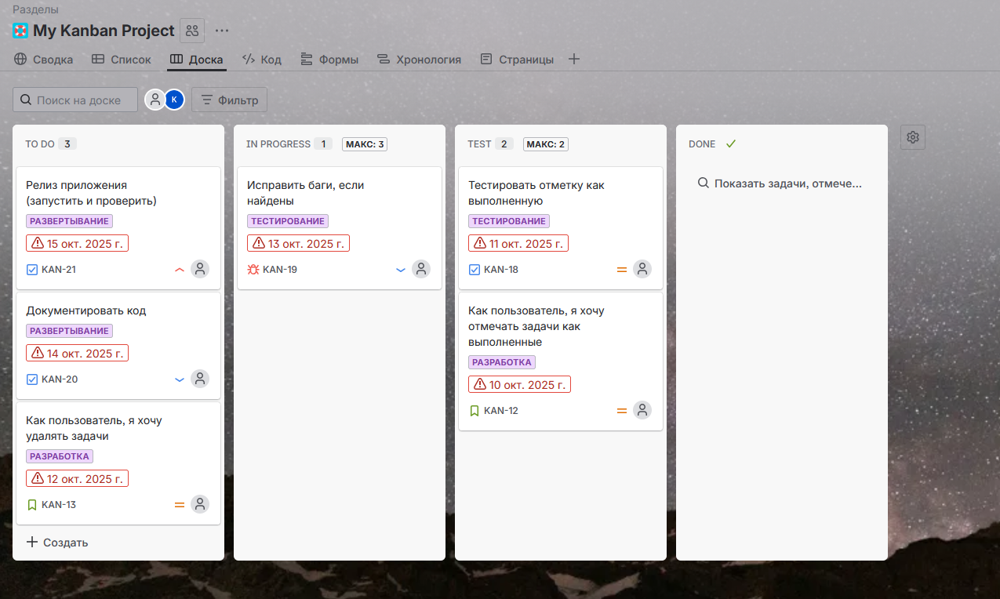 Разделы
My Kanban Project
Сводка Список Доска Код Формы Хронология Страницы
Поиск на доске K Фильтр
TO DO 3
Релиз приложения
(запустить и проверить)
РАЗВЕРТЫВАНИЕ
15 окт. 2025 г.
KAN-21
Документировать код
РАЗВЕРТЫВАНИЕ
14 окт. 2025 г.
KAN-20
Как пользователь, я хочу
удалять задачи
РАЗРАБОТКА
12 окт. 2025 г.
KAN-13
Создать
IN PROGRESS 1 МАКС: 3
Исправить баги, если
найдены
ТЕСТИРОВАНИЕ
13 окт. 2025 г.
KAN-19
TEST 2 МАКС: 2
Тестировать отметку как
выполненную
ТЕСТИРОВАНИЕ
11 окт. 2025 г.
KAN-18
Как пользователь, я хочу
отмечать задачи как
выполненные
РАЗРАБОТКА
10 окт. 2025 г.
KAN-12
DONE
Показать задачи, отмече...